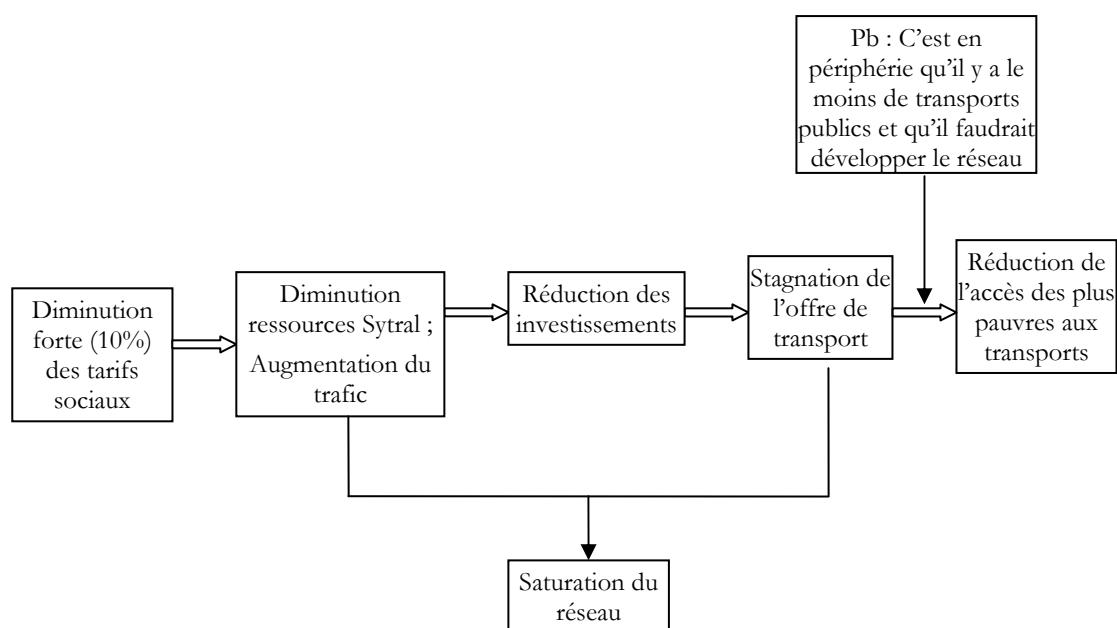 Pb : C’est en
périphérie qu’il y a le
moins de transports
publics et qu’il faudrait
développer le réseau
Diminution
forte (10%)
des tarifs
sociaux
Diminution
ressources Sytral ;
Augmentation du
trafic
Réduction des
investissements
Stagnation de
l’offre de
transport
Réduction de
l’accès des plus
pauvres aux
transports
Saturation du
réseau